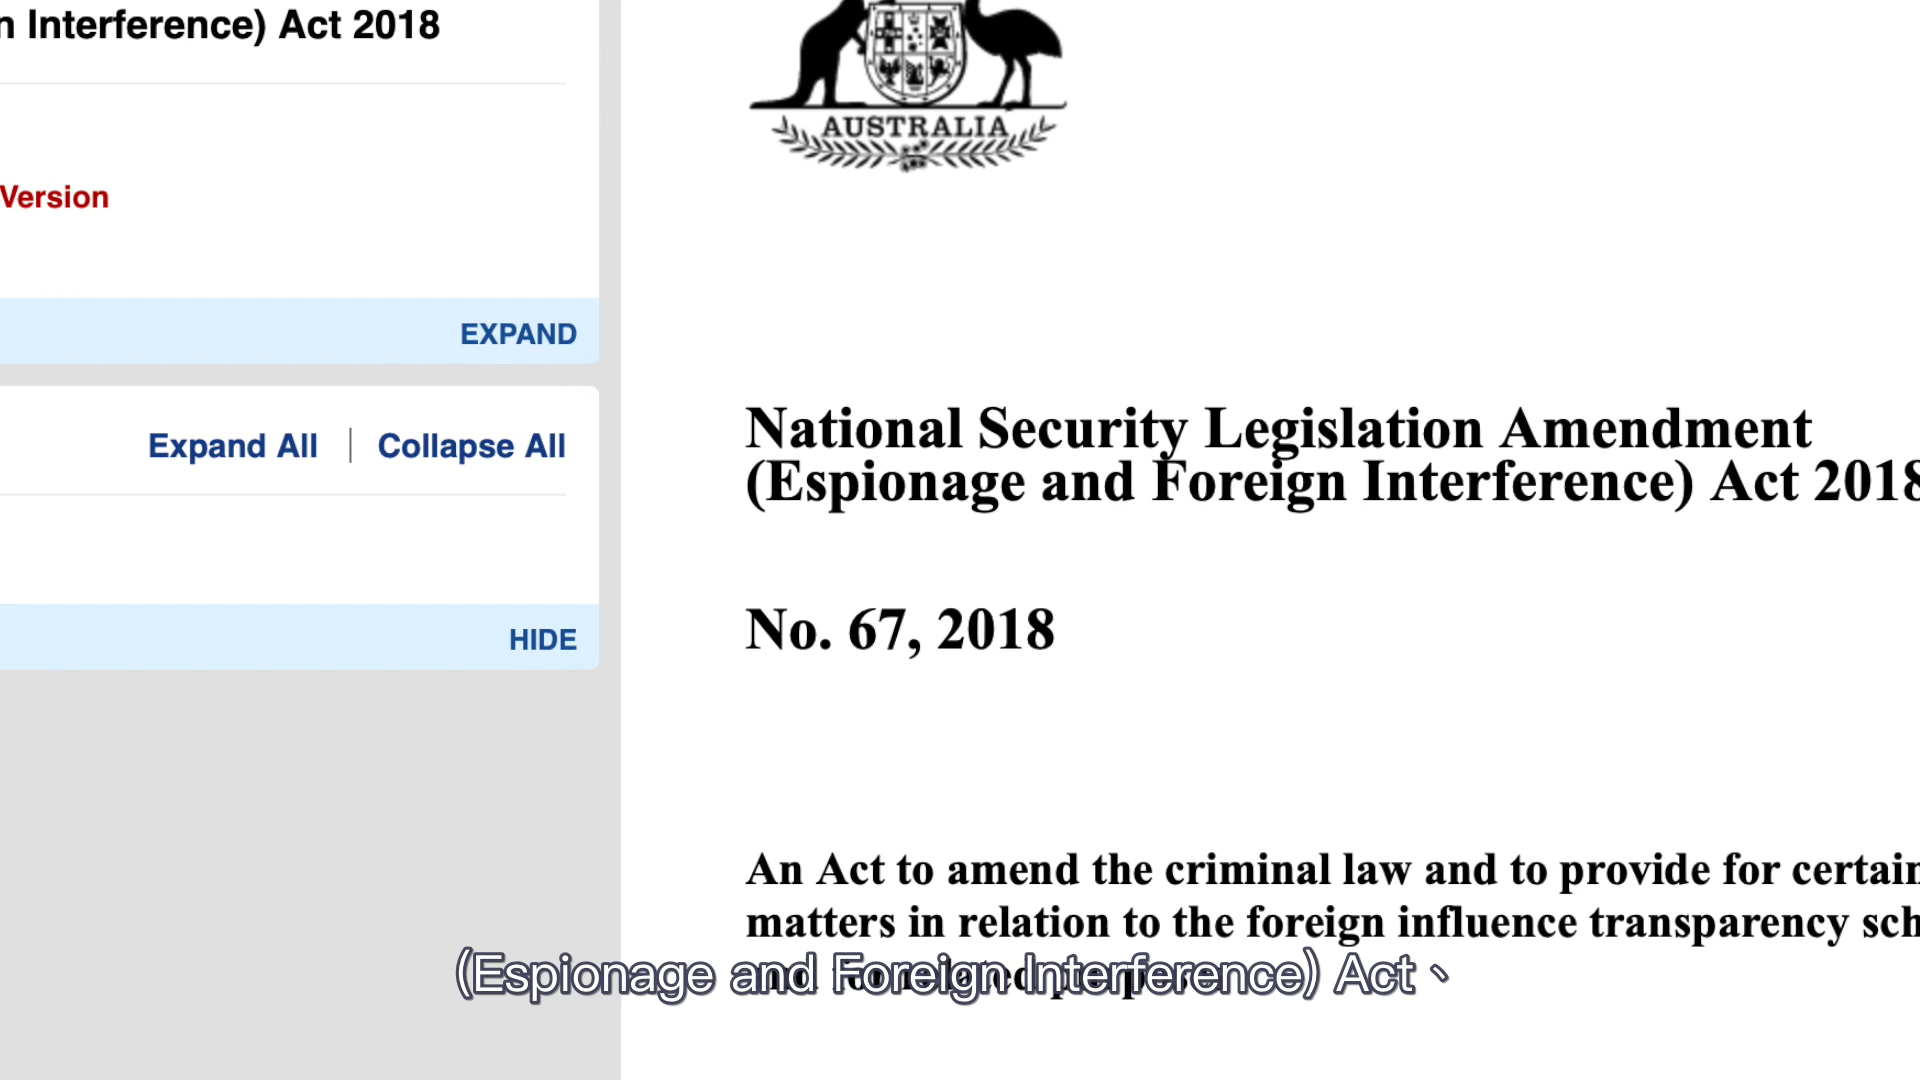 n Interference) Act 2018
Version
EXPAND
Expand All | Collapse All
HIDE
AUSTRALIA
National Security Legislation Amendment
(Espionage and Foreign Interference) Act 2018
No. 67, 2018
An Act to amend the criminal law and to provide for certain
matters in relation to the foreign influence transparency sch
(Espionage and Foreign Interference) Act、